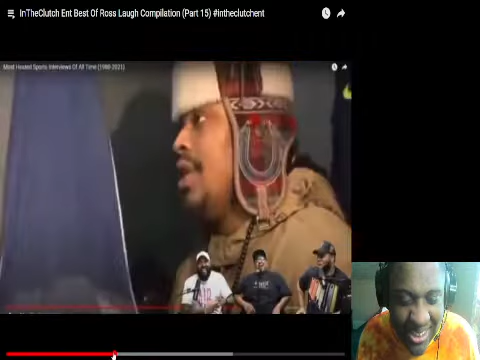 InTheClutch Ent Best Of Ross Laugh Compilation (Part 15) #intheclutchent
Most Heated Sports Interviews Of All Time (1980-2021)